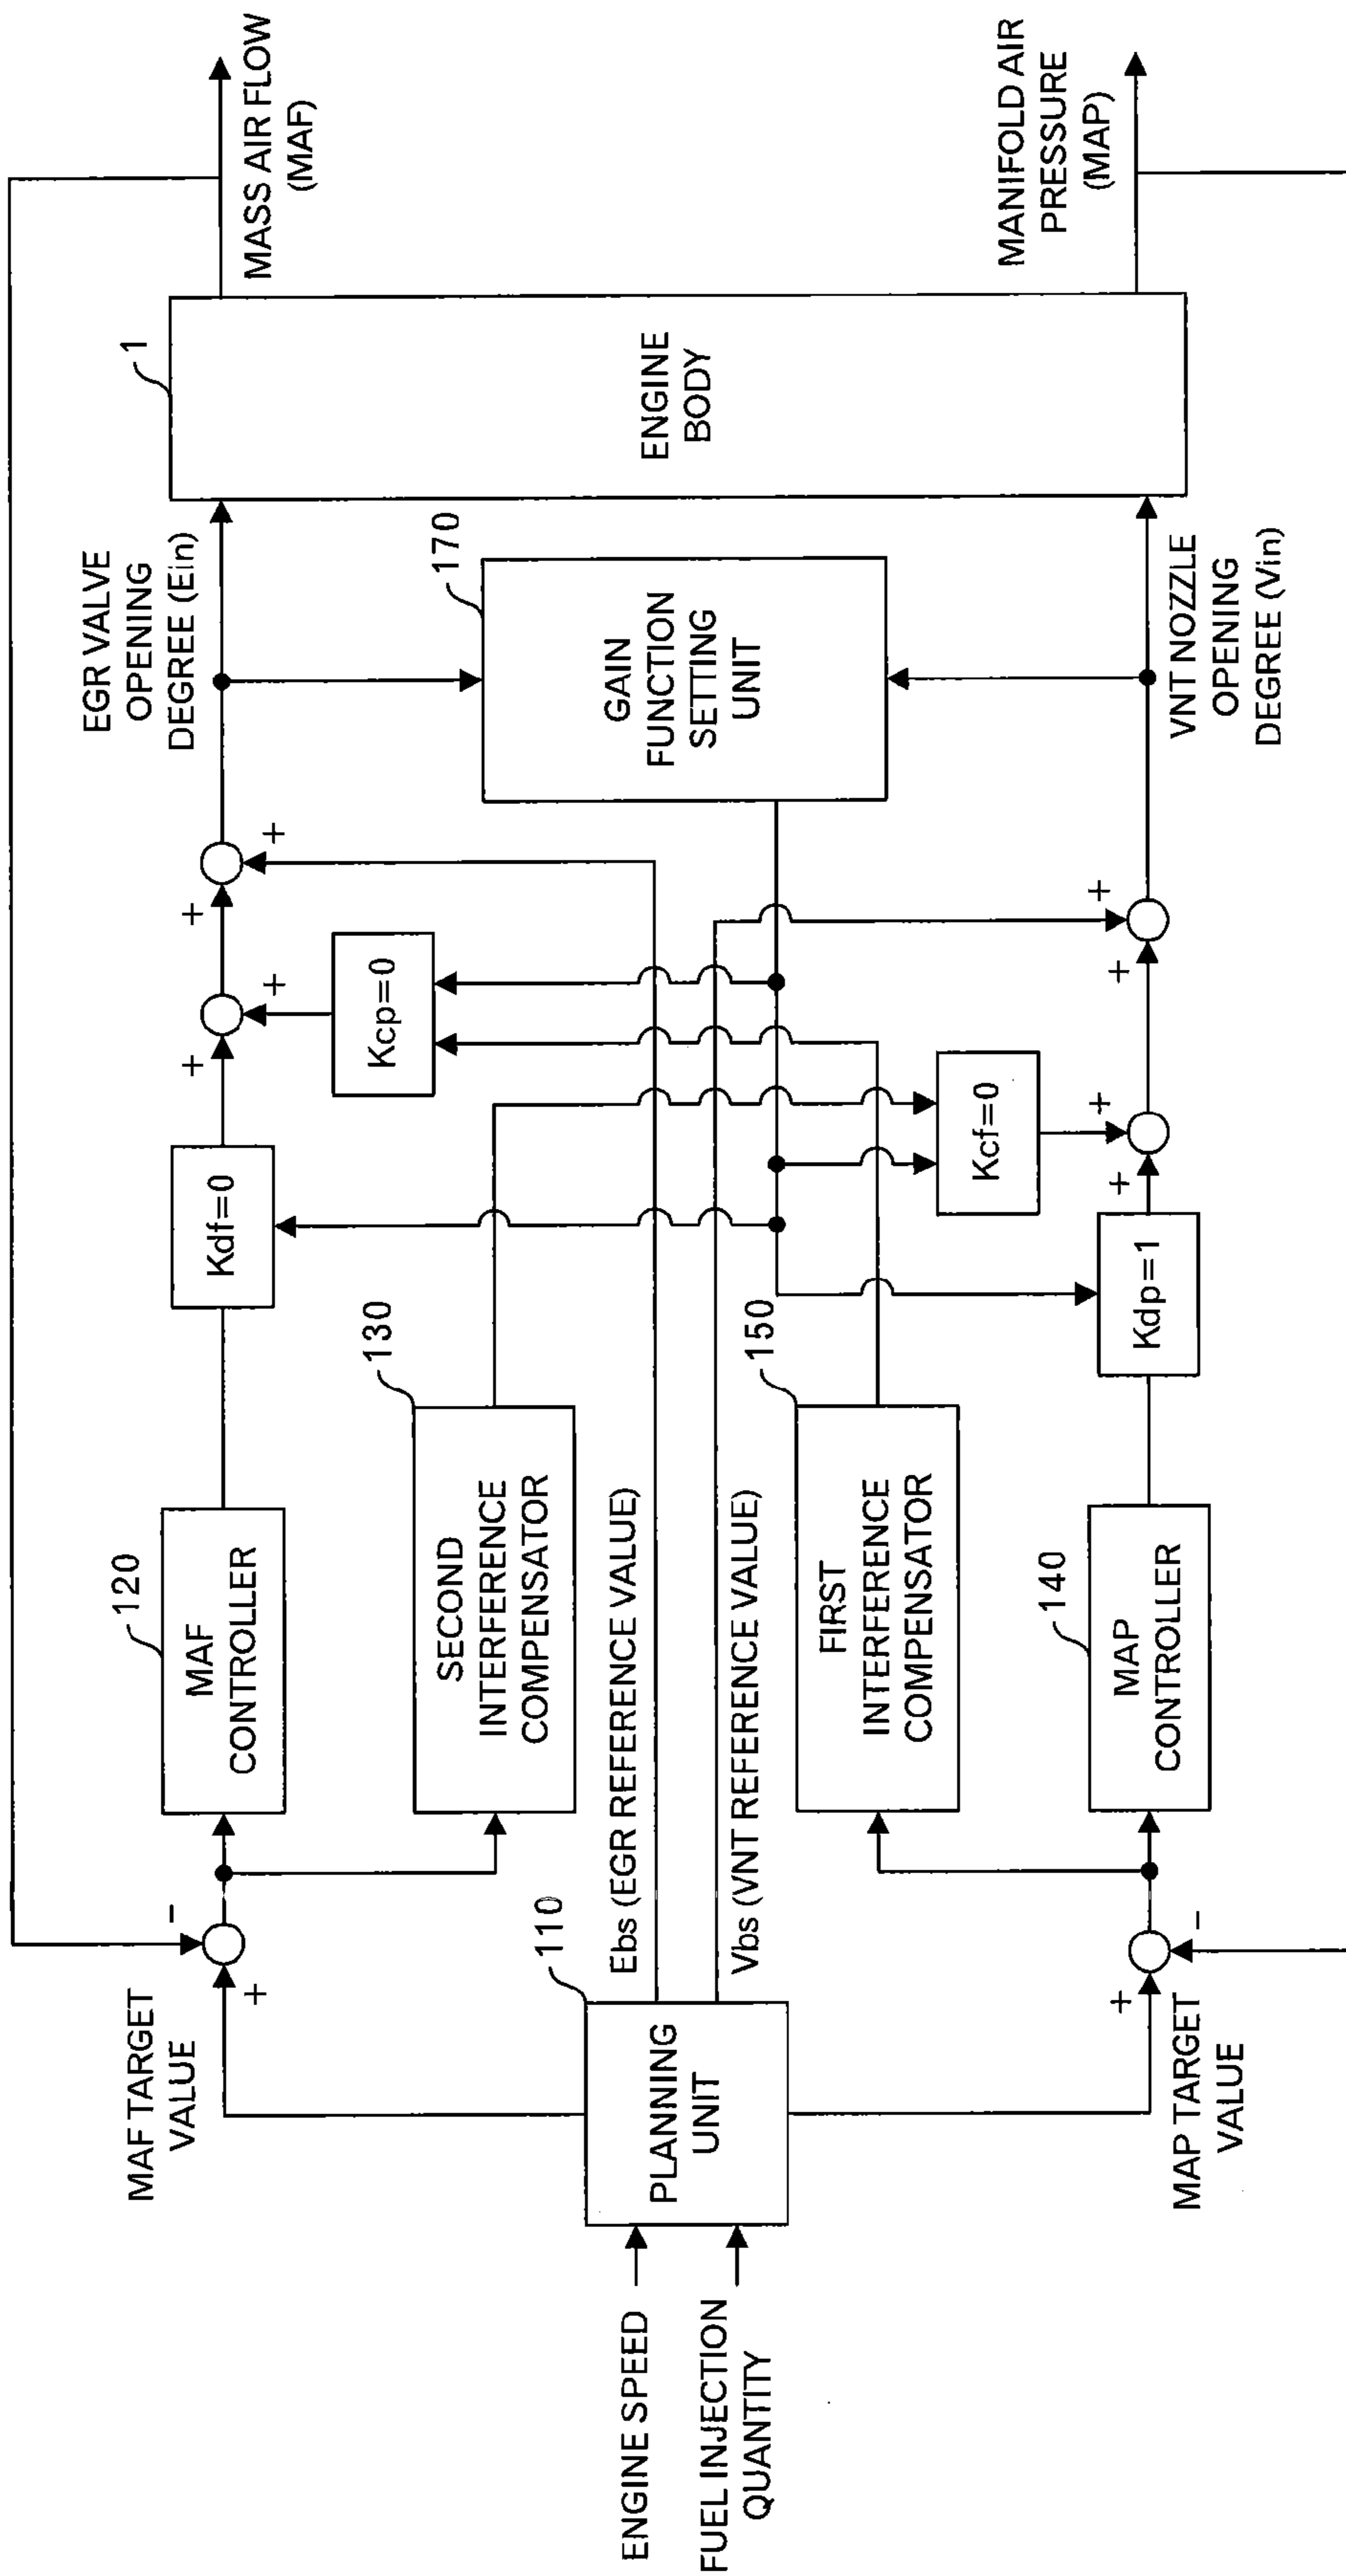 ENGINE SPEED
FUEL INJECTION
QUANTITY
110
PLANNING
UNIT
MAF TARGET
VALUE
MAP TARGET
VALUE
+
-
+
-
Ebs (EGR REFERENCE VALUE)
Vbs (VNT REFERENCE VALUE)
120
MAF
CONTROLLER
130
SECOND
INTERFERENCE
COMPENSATOR
150
FIRST
INTERFERENCE
COMPENSATOR
140
MAP
CONTROLLER
Kdf=0
Kdp=1
Kcp=0
Kcf=0
+
+
+
+
+
+
+
+
170
GAIN
FUNCTION
SETTING
UNIT
EGR VALVE
OPENING
DEGREE (Ein)
VNT NOZZLE
OPENING
DEGREE (Vin)
1
ENGINE
BODY
MASS AIR FLOW
(MAF)
MANIFOLD AIR
PRESSURE
(MAP)